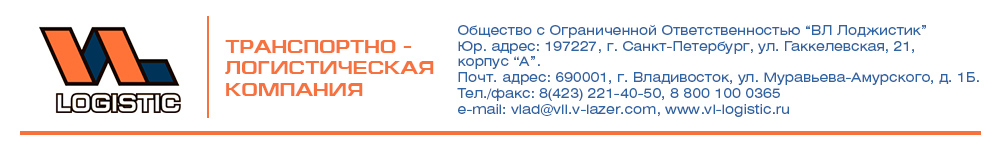 VL
LOGISTIC
ТРАНСПОРТНО -
ЛОГИСТИЧЕСКАЯ
КОМПАНИЯ
Общество с Ограниченной Ответственностью “ВЛ Лоджистик”
Юр. адрес: 197227, г. Санкт-Петербург, ул. Гаккелевская, 21,
корпус “А”.
Почт. адрес: 690001, г. Владивосток, ул. Муравьева-Амурского, д. 1Б.
Тел./факс: 8(423) 221-40-50, 8 800 100 0365
e-mail: vlad@vll.v-lazer.com, www.vl-logistic.ru